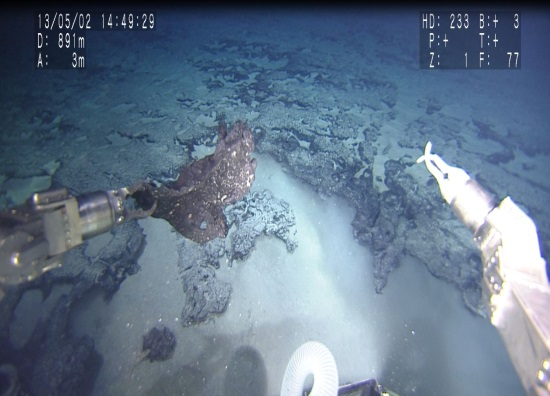 13/05/02 14:49:29
D: 891m
A: 3m
HD: 233 B:+ 3
P:+ T:+
Z: 1 F: 77